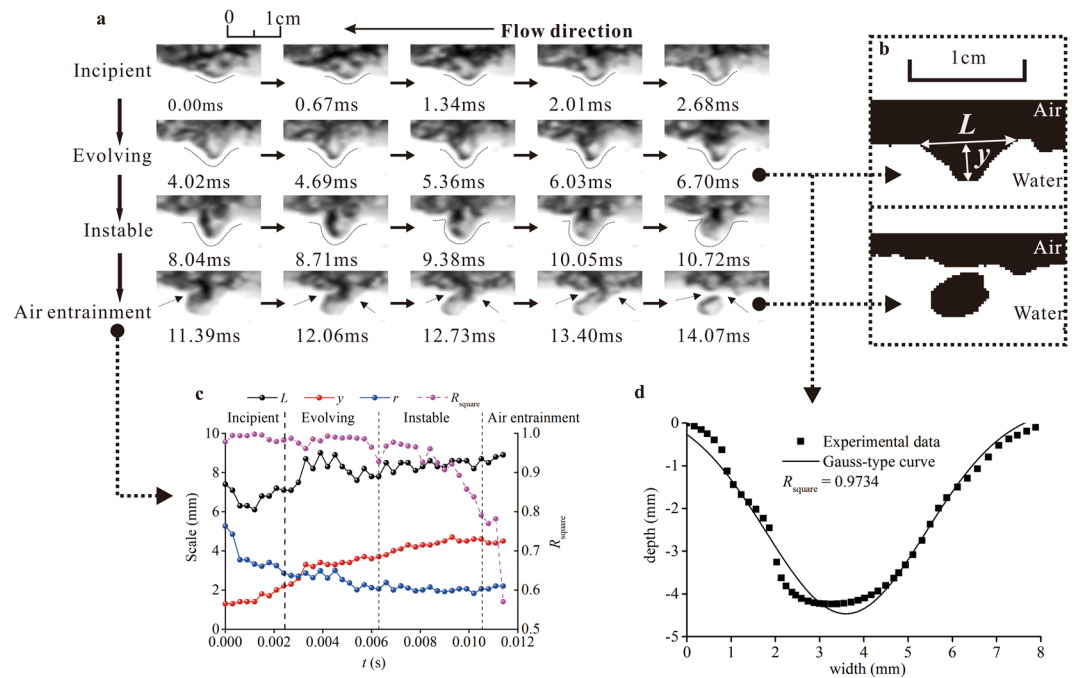 a
0 1cm
Flow direction
Incipient
0.00ms 0.67ms 1.34ms 2.01ms 2.68ms
Evolving
4.02ms 4.69ms 5.36ms 6.03ms 6.70ms
Instable
8.04ms 8.71ms 9.38ms 10.05ms 10.72ms
Air entrainment
11.39ms 12.06ms 12.73ms 13.40ms 14.07ms
b
1cm
Air
L
y
Water
Air
Water
c
L y r Rsquare
Incipient Evolving Instable Air entrainment
10
8
6
4
2
0
Scale (mm)
1.0
0.9
0.8
0.7
0.6
0.5
Rsquare
0.000 0.002 0.004 0.006 0.008 0.010 0.012
t (s)
d
0
-1
-2
-3
-4
-5
depth (mm)
Experimental data
Gauss-type curve
Rsquare = 0.9734
0 1 2 3 4 5 6 7 8
width (mm)